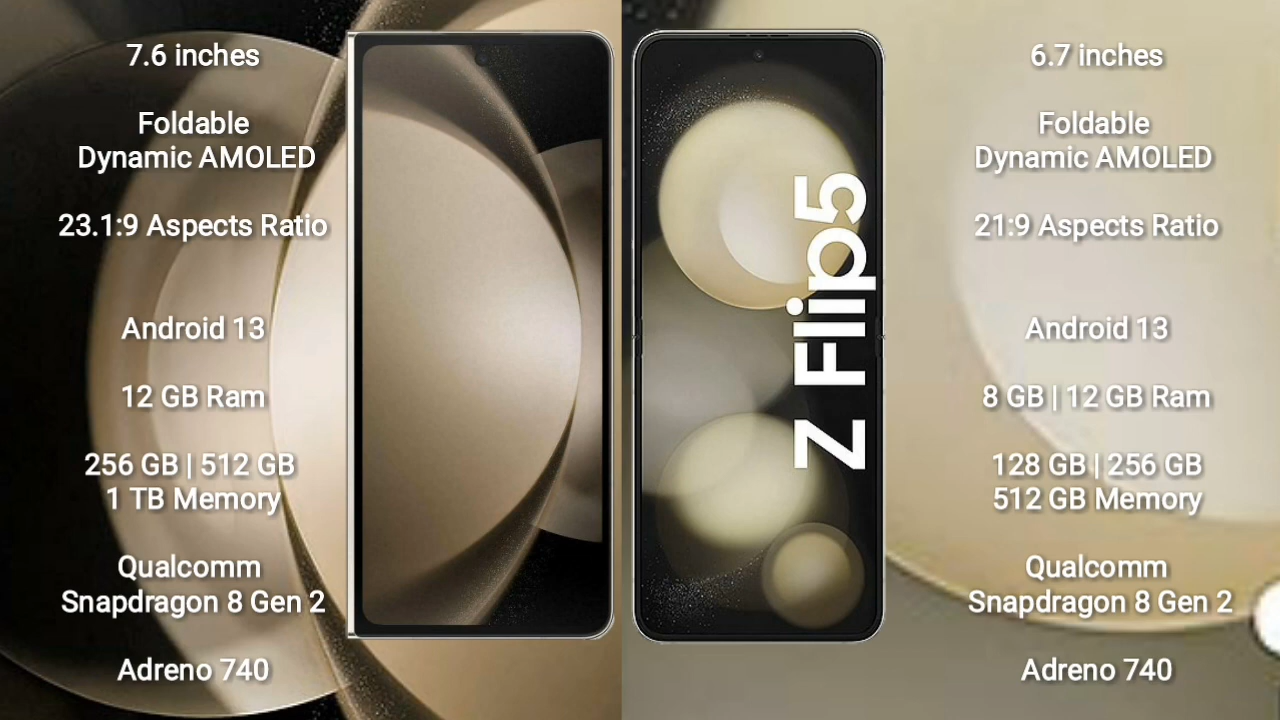 7.6 inches
Foldable
Dynamic AMOLED
23.1:9 Aspects Ratio
Android 13
12 GB Ram
256 GB | 512 GB
1 TB Memory
Qualcomm
Snapdragon 8 Gen 2
Adreno 740
Z Flip5
6.7 inches
Foldable
Dynamic AMOLED
21:9 Aspects Ratio
Android 13
8 GB | 12 GB Ram
128 GB | 256 GB
512 GB Memory
Qualcomm
Snapdragon 8 Gen 2
Adreno 740